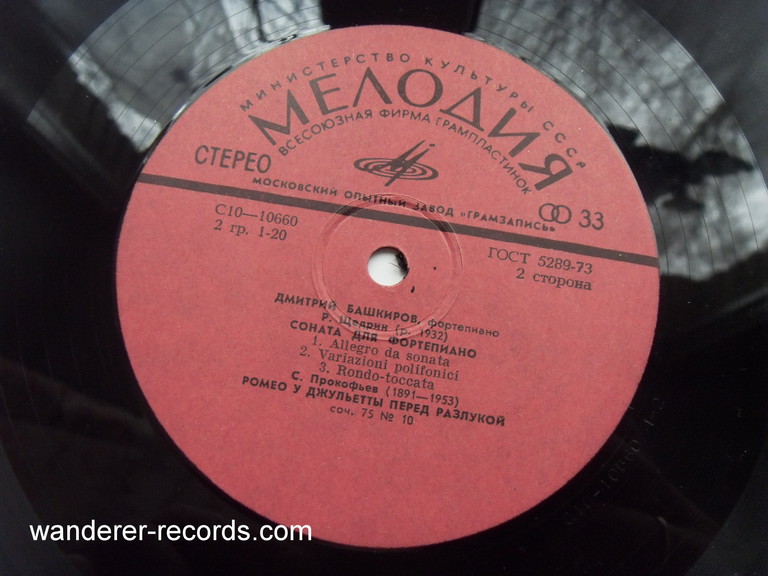 МИНИСТЕРСТВО КУЛЬТУРЫ СССР
МЕЛОДИЯ
ВСЕСОЮЗНАЯ ФИРМА ГРАМПЛАСТИНОК
СТЕРЕО
33
МОСКОВСКИЙ ОПЫТНЫЙ ЗАВОД «ГРАМЗАПИСЬ»
С10—10660
2 гр. 1-20
ГОСТ 5289-73
2 сторона
ДМИТРИЙ БАШКИРОВ, фортепиано
Р. Щедрин (р. 1932)
СОНАТА ДЛЯ ФОРТЕПИАНО
1. Allegro da sonata
2. Variazioni polifonici
3. Rondo-toccata
С. Прокофьев (1891—1953)
РОМЕО У ДЖУЛЬЕТТЫ ПЕРЕД РАЗЛУКОЙ
соч. 75 № 10
wanderer-records.com